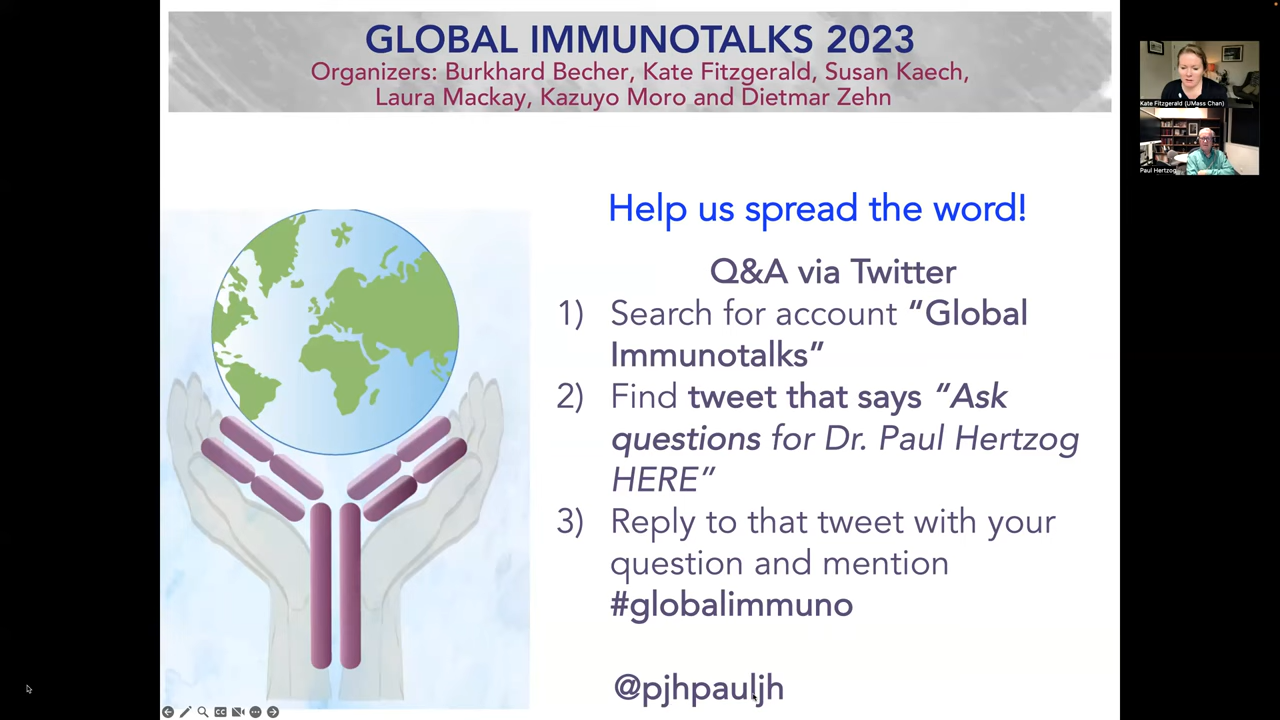 GLOBAL IMMUNOTALKS 2023
Organizers: Burkhard Becher, Kate Fitzgerald, Susan Kaech,
Laura Mackay, Kazuyo Moro and Dietmar Zehn
Kate Fitzgerald (UMass Chan)
Paul Hertzog
Help us spread the word!
Q&A via Twitter
1) Search for account “Global
Immunotalks”
2) Find tweet that says “Ask
questions for Dr. Paul Hertzog
HERE”
3) Reply to that tweet with your
question and mention
#globalimmuno
@pjhpauljh